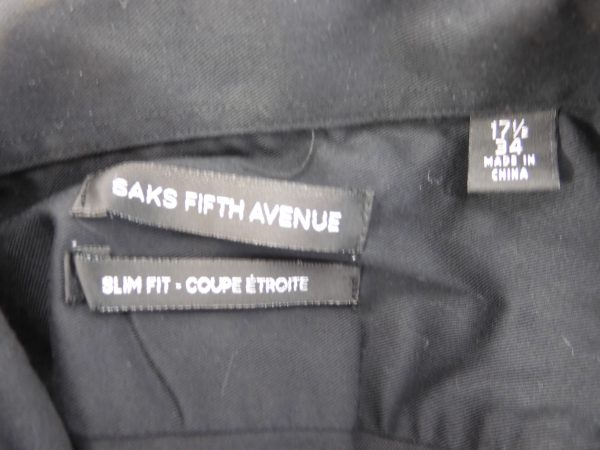 SAKS FIFTH AVENUE
SLIM FIT - COUPE ÉTROITE
17½
34
MADE IN
CHINA